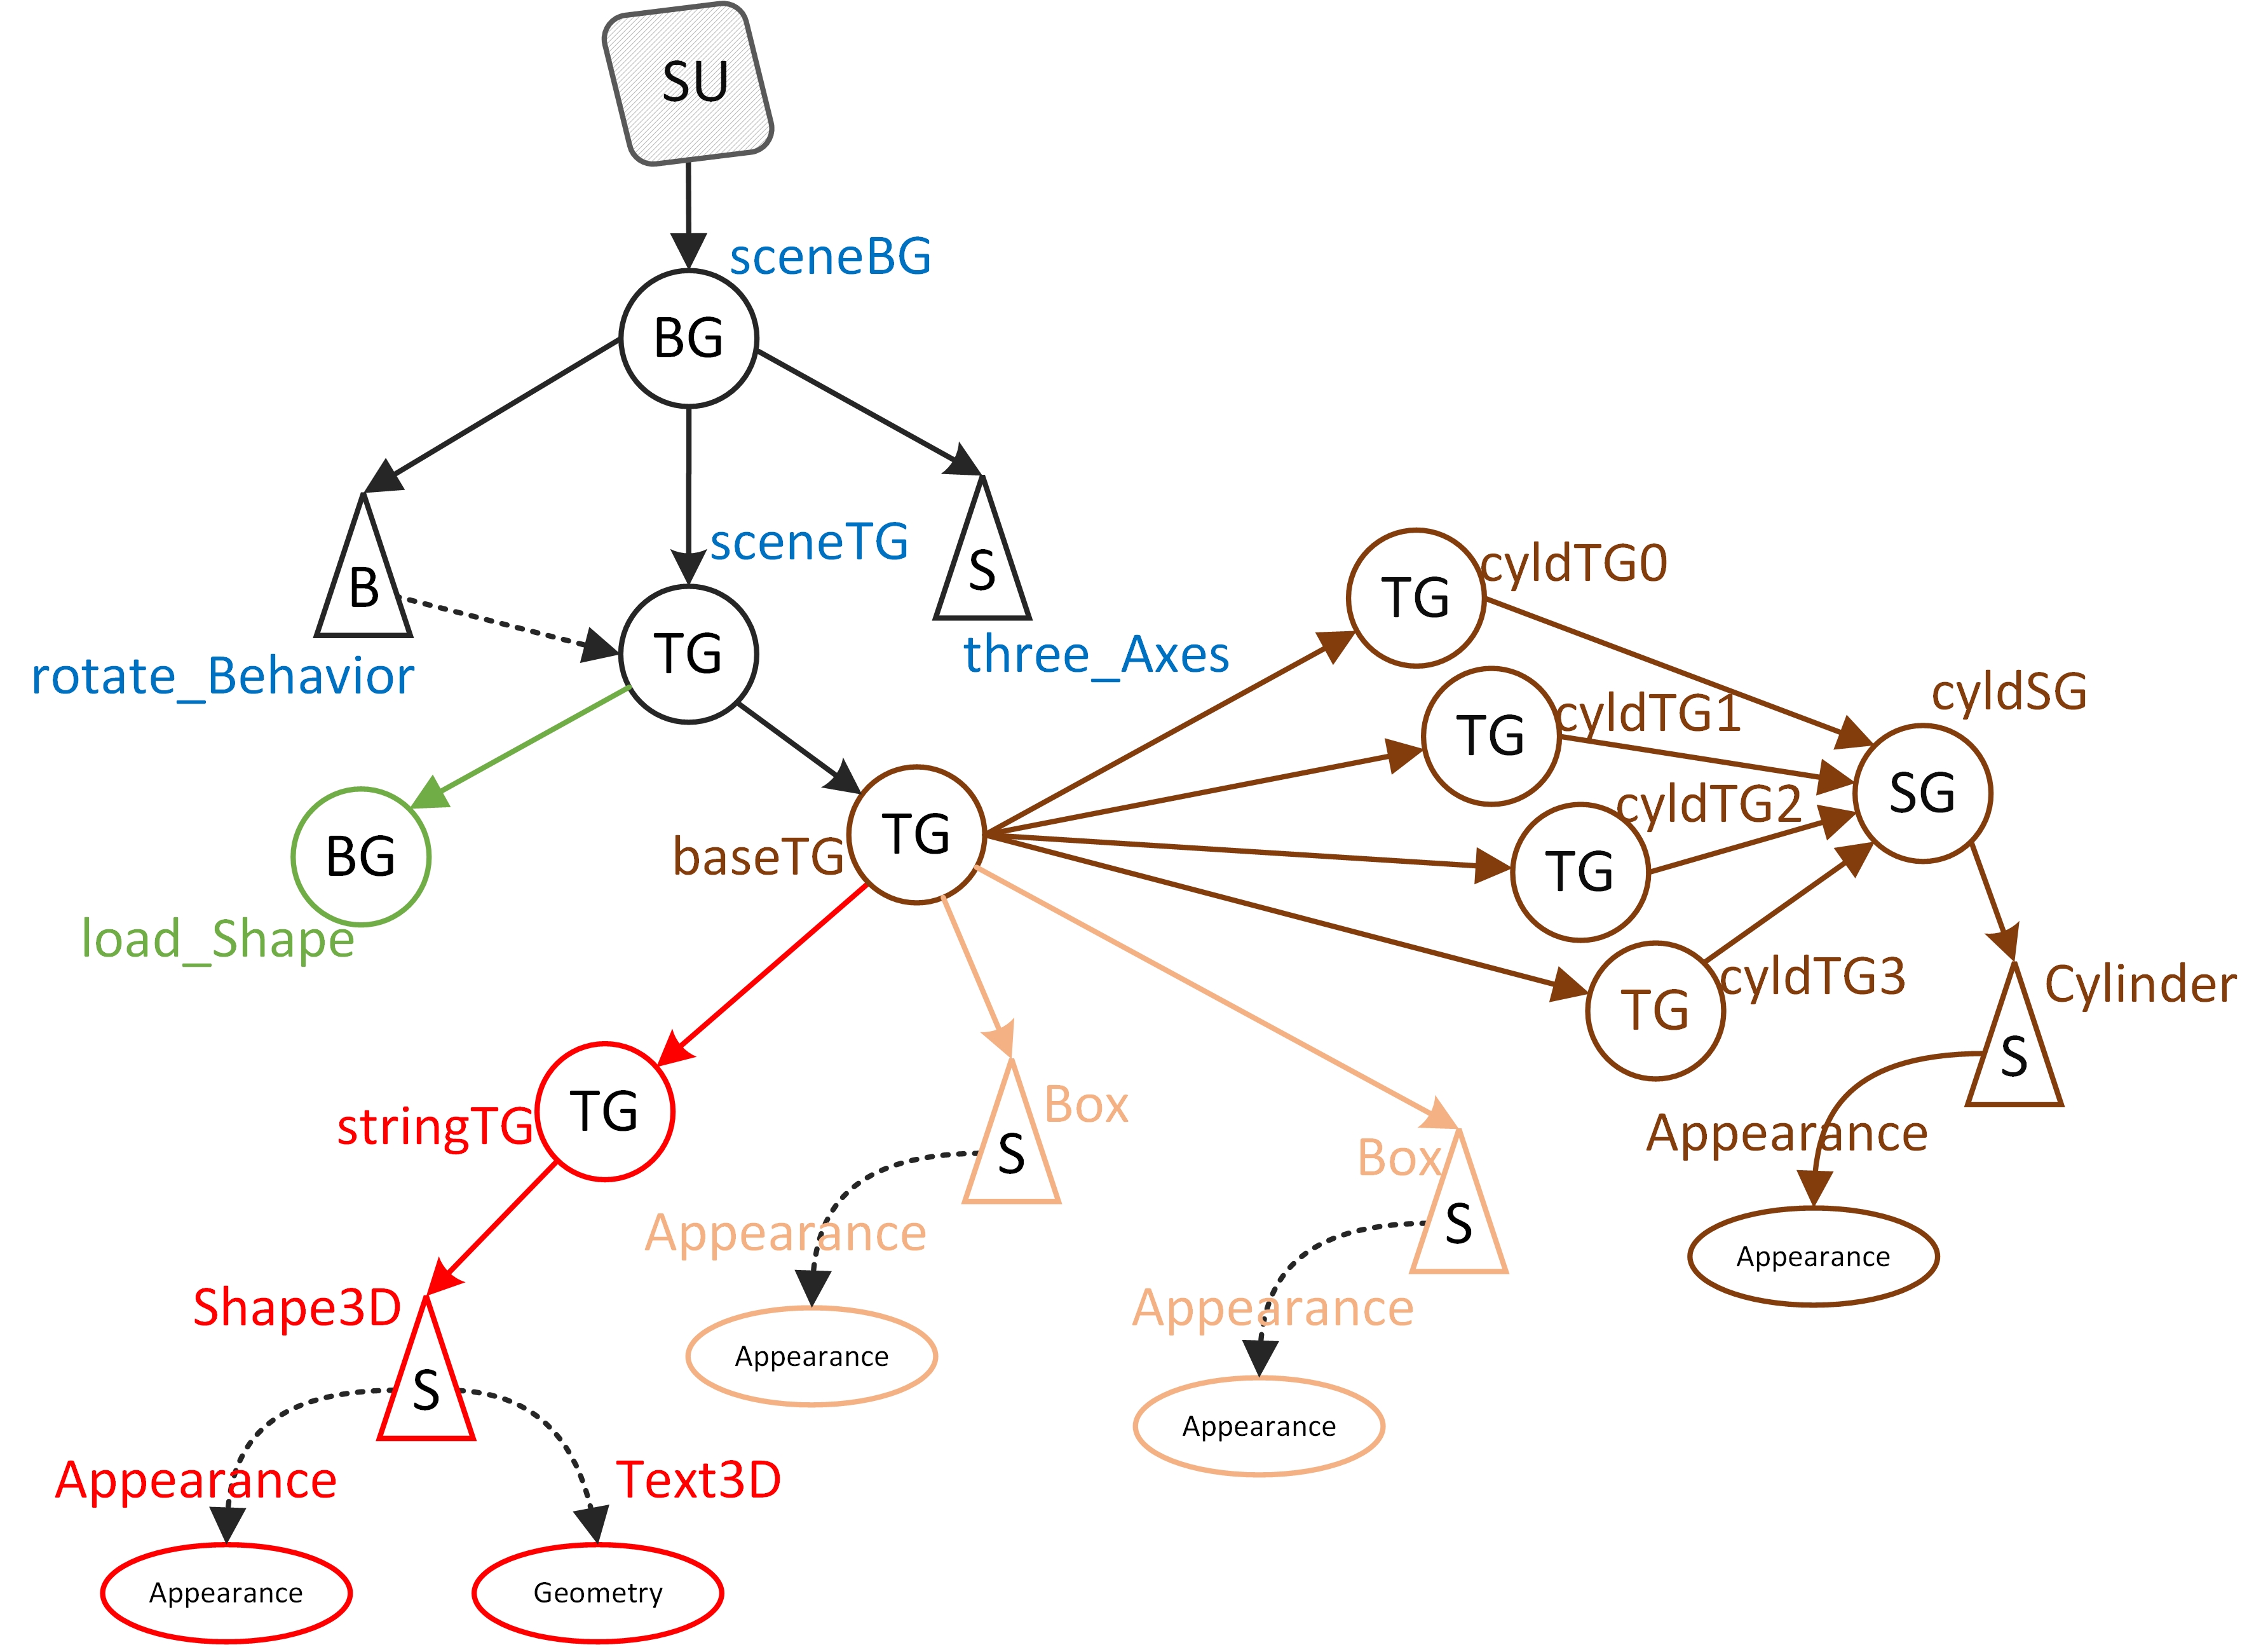 SU
sceneBG
BG
sceneTG
B
S
rotate_Behavior
TG
three_Axes
TG
cyldTG0
TG
cyldTG1
cyldSG
SG
BG
load_Shape
baseTG
TG
TG
cyldTG2
TG
cyldTG3
Cylinder
S
Appearance
Appearance
stringTG
TG
Box
S
Appearance
Appearance
Box
S
Appearance
Appearance
Shape3D
S
Appearance
Text3D
Appearance
Geometry